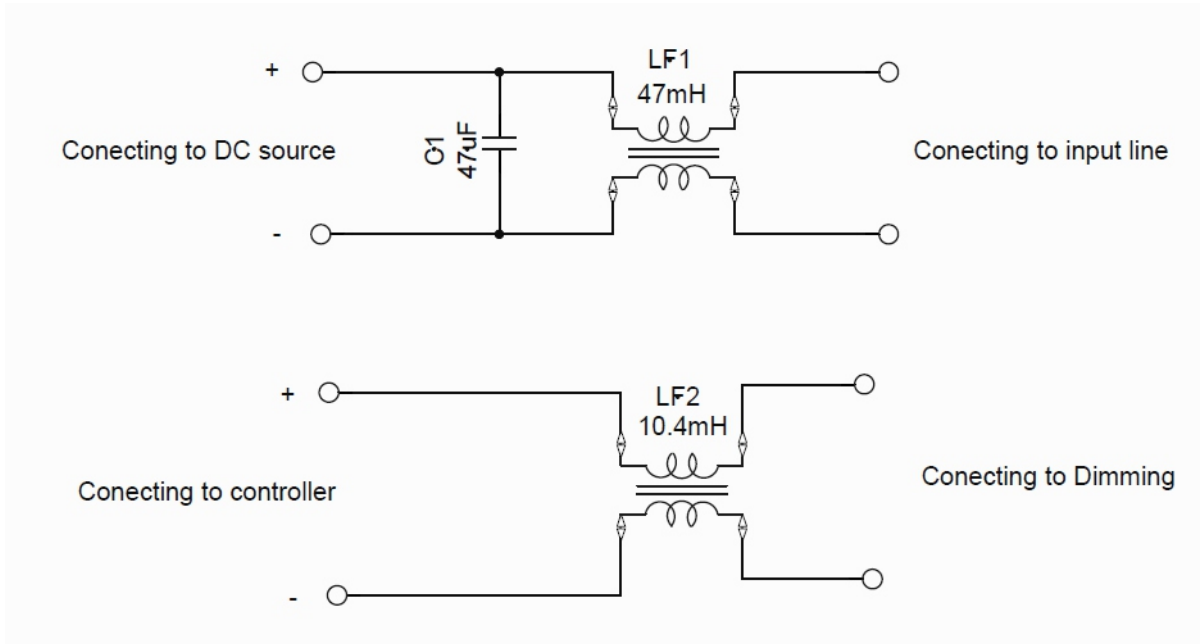 +
LF1
47mH
Conecting to DC source
C1
47uF
Conecting to input line
-
+
LF2
10.4mH
Conecting to controller
Conecting to Dimming
-